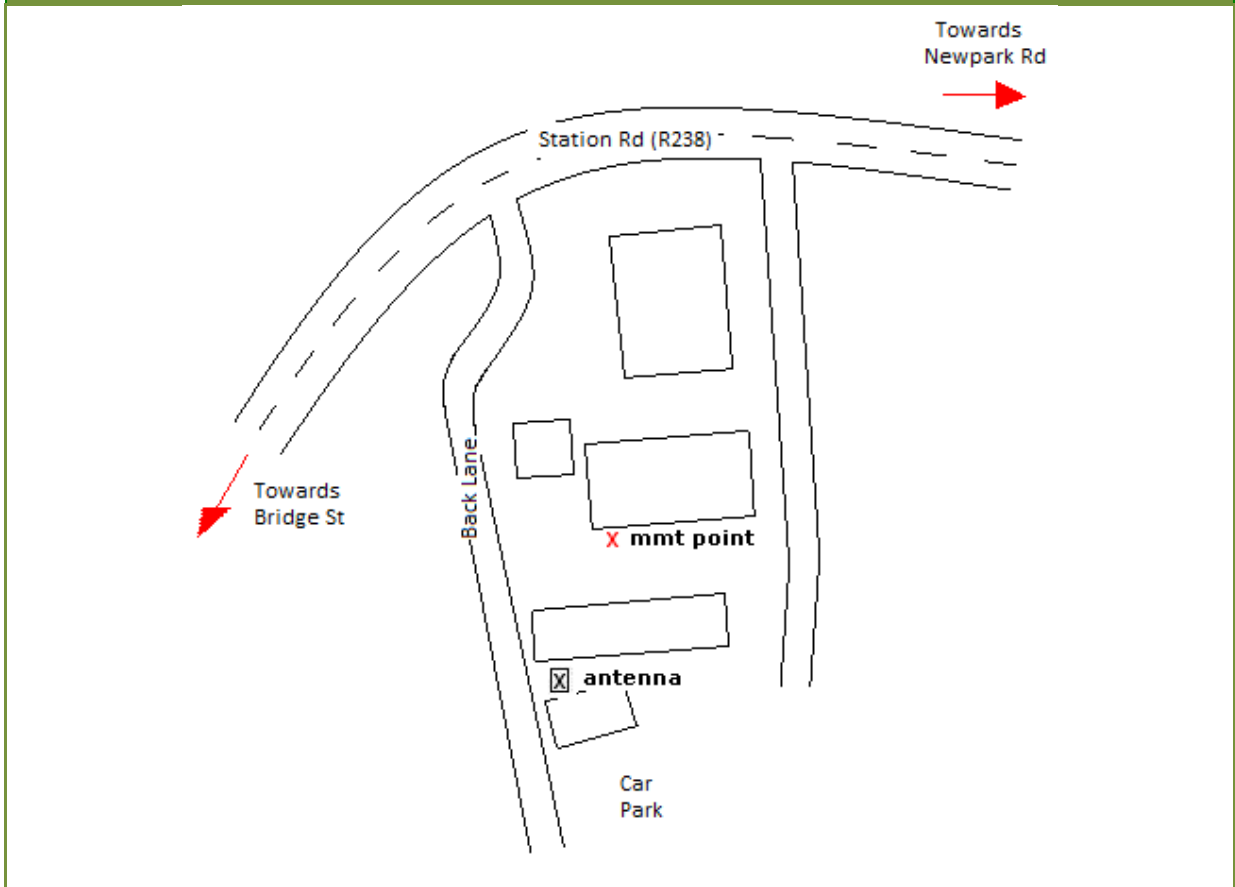 Towards
Newpark Rd
Station Rd (R238)
Towards
Bridge St
Back Lane
X mmt point
X antenna
Car
Park